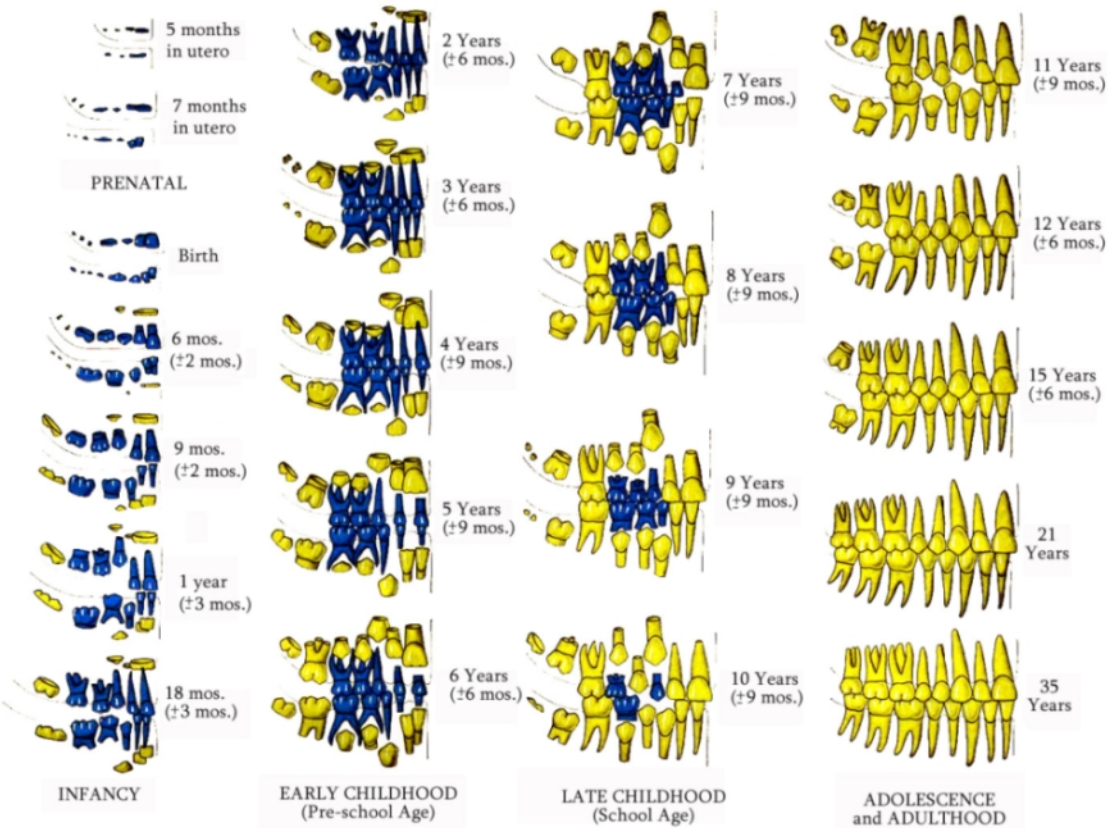 5 months
in utero
7 months
in utero
PRENATAL
Birth
6 mos.
(±2 mos.)
9 mos.
(±2 mos.)
1 year
(±3 mos.)
18 mos.
(±3 mos.)
INFANCY
2 Years
(±6 mos.)
3 Years
(±6 mos.)
4 Years
(±9 mos.)
5 Years
(±9 mos.)
6 Years
(±6 mos.)
EARLY CHILDHOOD
(Pre-school Age)
7 Years
(±9 mos.)
8 Years
(±9 mos.)
9 Years
(±9 mos.)
10 Years
(±9 mos.)
LATE CHILDHOOD
(School Age)
11 Years
(±9 mos.)
12 Years
(±6 mos.)
15 Years
(±6 mos.)
21
Years
35
Years
ADOLESCENCE
and ADULTHOOD